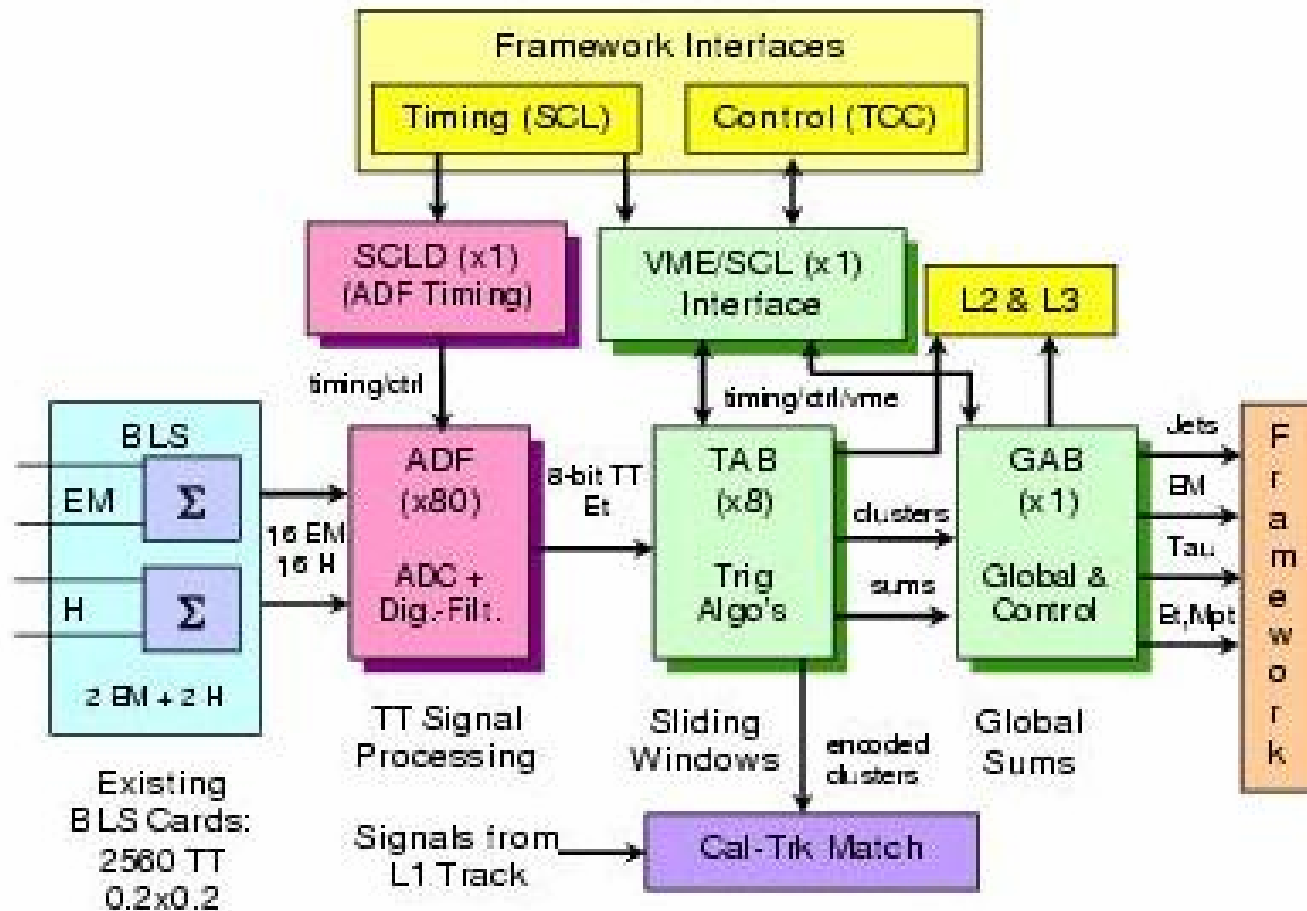 Framework Interfaces
Timing (SCL)
Control (TCC)
SCLD (x1)
(ADF Timing)
VME/SCL (x1)
Interface
L2 & L3
timing/ctrl
timing/ctrl/vme
BLS
EM
Σ
H
Σ
2 EM + 2 H
16 EM
16 H
ADF
(x80)
ADC +
Dig.-Filt.
8-bit TT
Et
TAB
(x8)
Trig
Algo's
clusters
sums
GAB
(x1)
Global &
Control
Jets
EM
Tau
Et,Mpt
Framework
TT Signal
Processing
Sliding
Windows
encoded
clusters
Global
Sums
Existing
BLS Cards:
2560 TT
0.2x0.2
Signals from
L1 Track
Cal-Trk Match